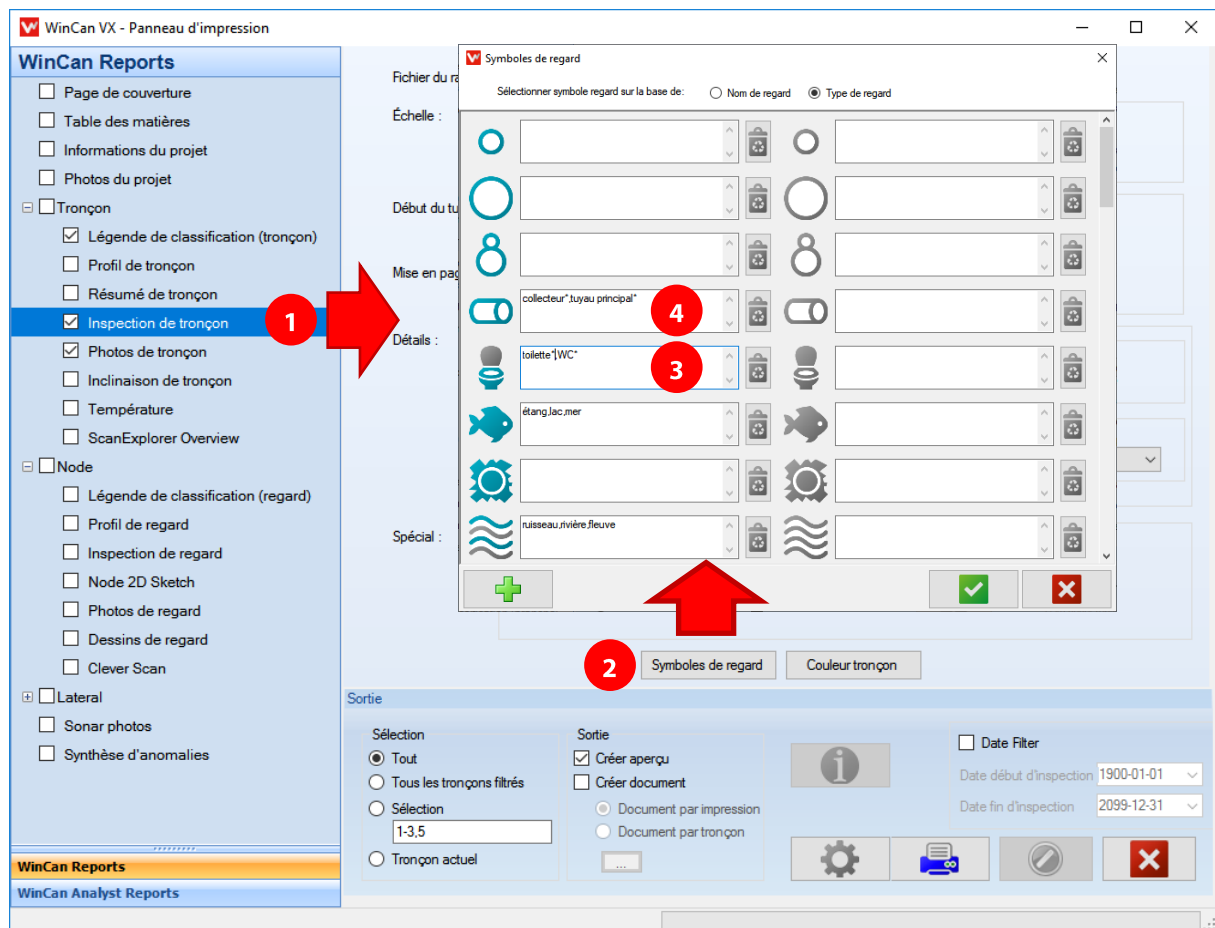 WinCan VX - Panneau d'impression
WinCan Reports
Page de couverture
Table des matières
Informations du projet
Photos du projet
Tronçon
Légende de classification (tronçon)
Profil de tronçon
Résumé de tronçon
Inspection de tronçon
1
Photos de tronçon
Inclinaison de tronçon
Température
ScanExplorer Overview
Node
Légende de classification (regard)
Profil de regard
Inspection de regard
Node 2D Sketch
Photos de regard
Dessins de regard
Clever Scan
Lateral
Sonar photos
Synthèse d'anomalies
WinCan Reports
WinCan Analyst Reports
Fichier du
Échelle :
Début du
Mise en
Détails :
Spécial :
Symboles de regard
Sélectionner symbole regard sur la base de:
Nom de regard
Type de regard
collecteur*,tuyau principal*
4
toilette*,WC*
3
étang,lac,mer
ruisseau,rivière,fleuve
2
Symboles de regard
Couleur tronçon
Sortie
Sélection
Tout
Tous les tronçons filtrés
Sélection
1-3,5
Tronçon actuel
Sortie
Créer aperçu
Créer document
Document par impression
Document par tronçon
...
Date Filter
Date début d'inspection 1900-01-01
Date fin d'inspection 2099-12-31